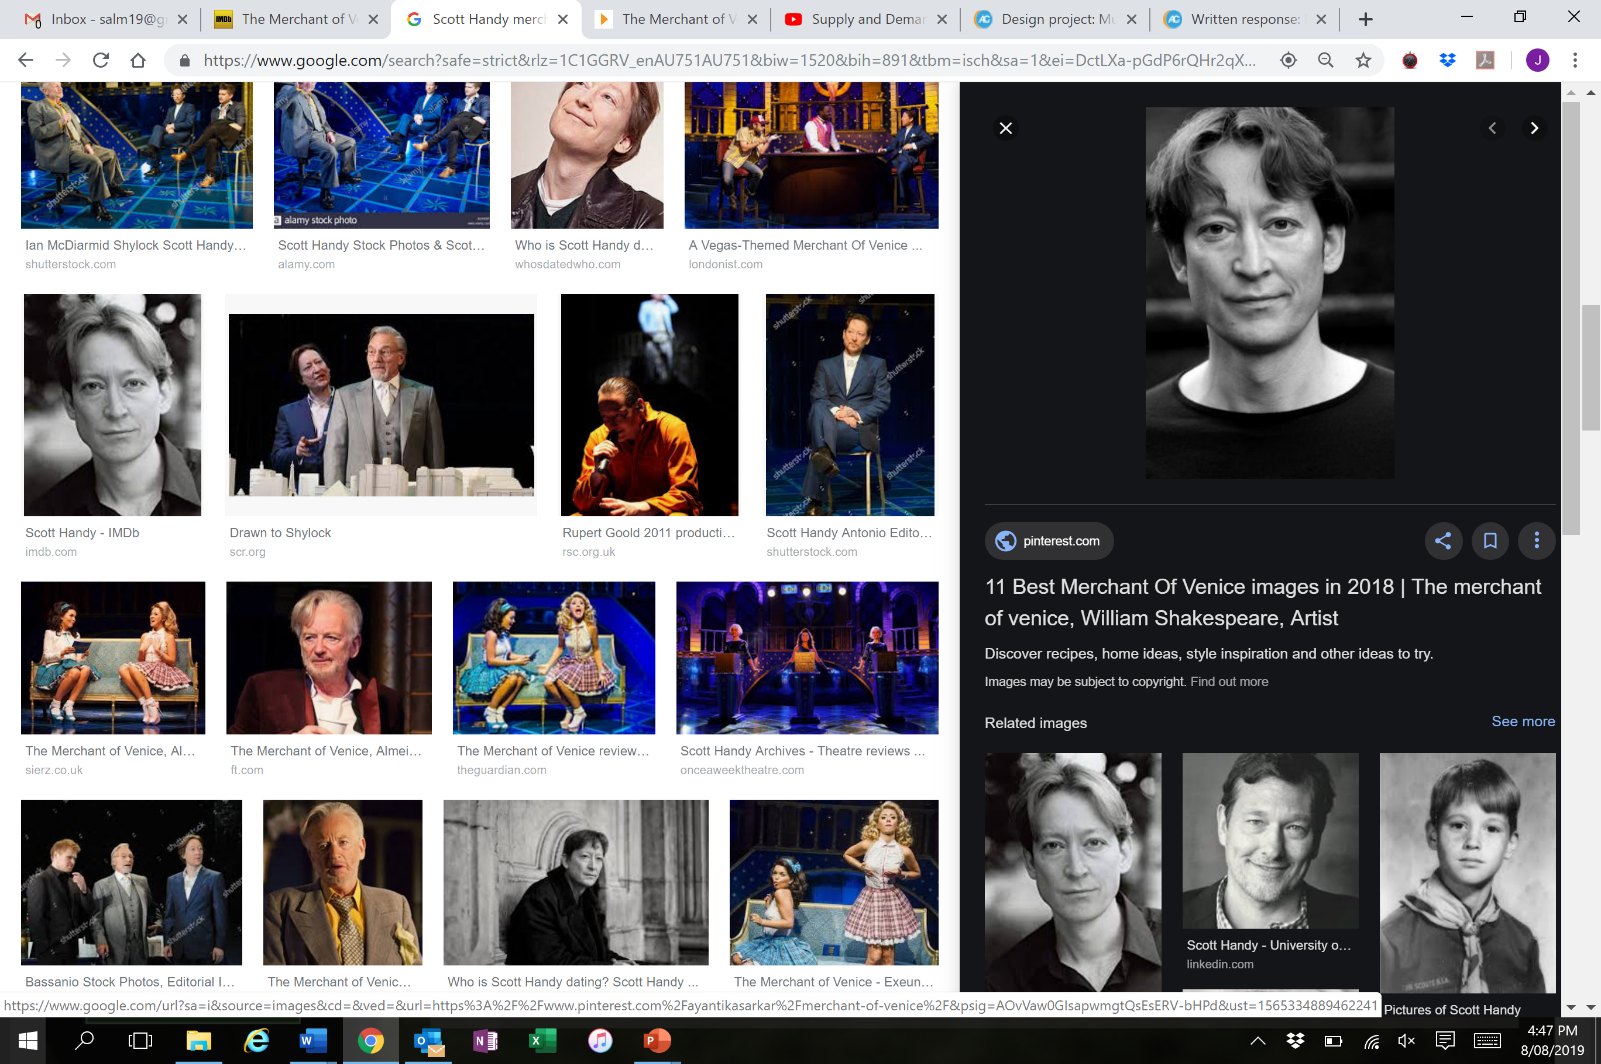 Inbox - salm19@g
The Merchant of V
Scott Handy merc
The Merchant of V
Supply and Demar
Design project: Mu
Written response:
https://www.google.com/search?safe=strict&rlz=1C1GGRV_enAU751AU751&biw=1520&bih=891&tbm=isch&sa=1&ei=DctLXa-pGdP6rQHr2qX...
J
shutterstock
alamy stock photo
Ian McDiarmid Shylock Scott Handy...
shutterstock.com
Scott Handy Stock Photos & Scot...
alamy.com
Who is Scott Handy d...
whosdatedwho.com
A Vegas-Themed Merchant Of Venice ...
londonist.com
shutterstock
Scott Handy - IMDb
imdb.com
Drawn to Shylock
scr.org
Rupert Goold 2011 producti...
rsc.org.uk
Scott Handy Antonio Edito...
shutterstock.com
The Merchant of Venice, Al...
sierz.co.uk
The Merchant of Venice, Almei...
ft.com
The Merchant of Venice review...
theguardian.com
Scott Handy Archives - Theatre reviews ...
onceaweektheatre.com
shutterstock
Bassanio Stock Photos, Editorial I...
The Merchant of Venic...
Who is Scott Handy dating? Scott Handy ...
The Merchant of Venice - Exeun...
pinterest.com
11 Best Merchant Of Venice images in 2018 | The merchant
of venice, William Shakespeare, Artist
Discover recipes, home ideas, style inspiration and other ideas to try.
Images may be subject to copyright. Find out more
Related images
See more
Scott Handy - University o...
linkedin.com
Pictures of Scott Handy
https://www.google.com/url?sa=i&source=images&cd=&ved=&url=https%3A%2F%2Fwww.pinterest.com%2Fayantikasarkar%2Fmerchant-of-venice%2F&psig=AOvVaw0GIsapwmgtQsEsERV-bHPd&ust=1565334889462241
4:47 PM
8/08/2019